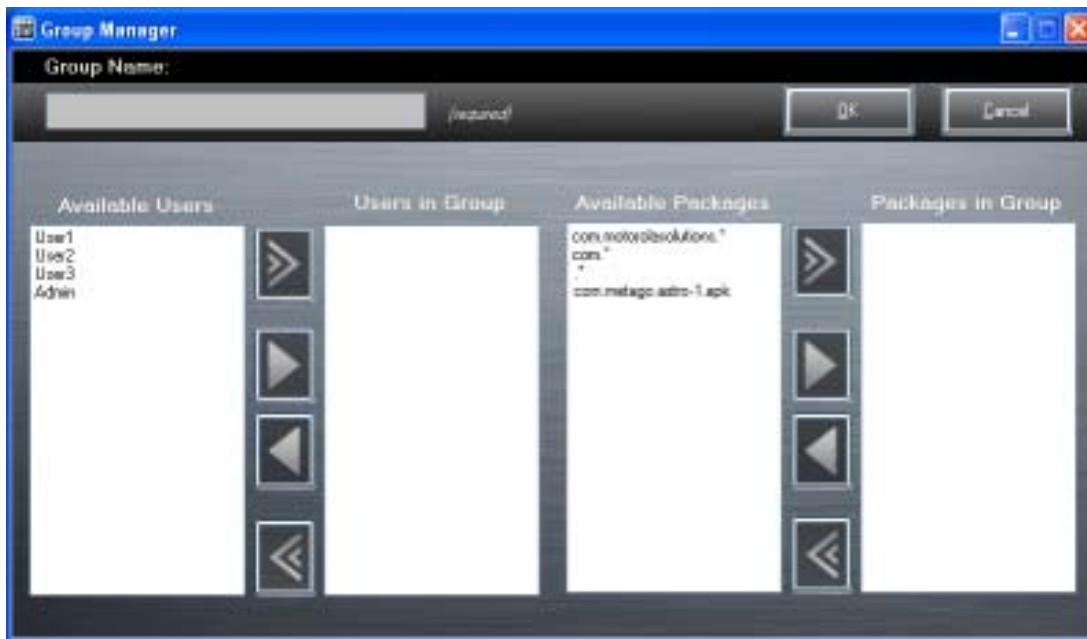 Group Manager
Group Name:
(required)
OK
Cancel
Available Users
Users in Group
Available Packages
Packages in Group
User1
User2
User3
Admin
com.motorolasolutions.*
com.*
.*
com.metago.astro-1.apk